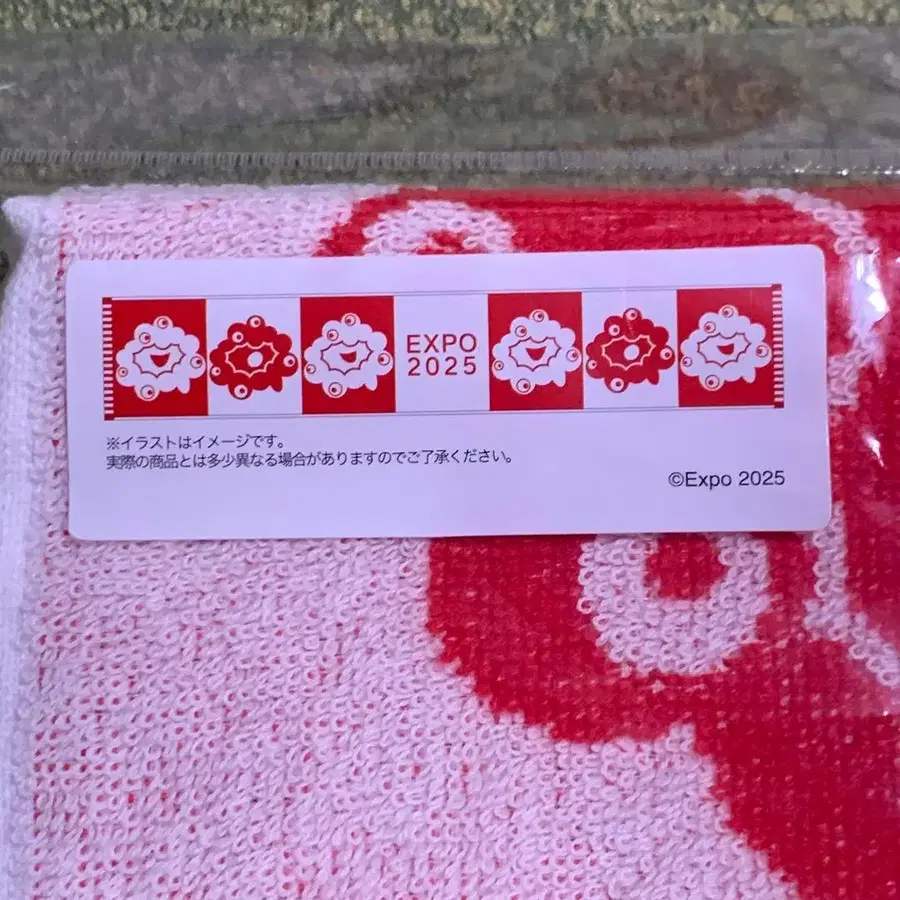 EXPO
2025
※イラストはイメージです。
実際の商品とは多少異なる場合がありますのでご了承ください。
©Expo 2025